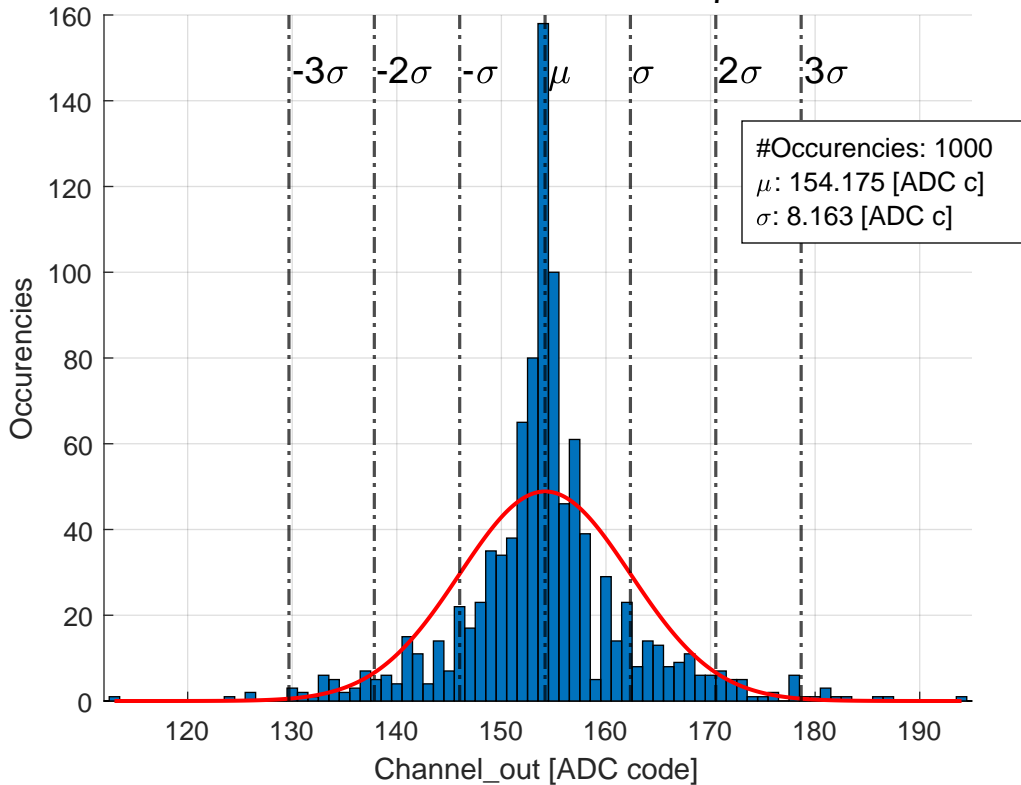 160
140
120
100
80
60
40
20
0
Occurencies
-3σ -2σ -σ μ σ 2σ 3σ
#Occurencies: 1000
μ: 154.175 [ADC c]
σ: 8.163 [ADC c]
120 130 140 150 160 170 180 190
Channel_out [ADC code]